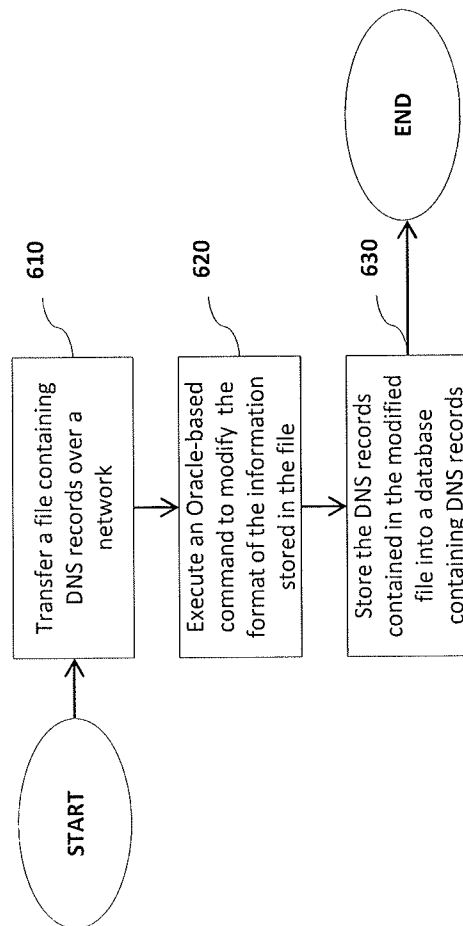 START
610
Transfer a file containing
DNS records over a
network
620
Execute an Oracle-based
command to modify the
format of the information
stored in the file
630
Store the DNS records
contained in the modified
file into a database
containing DNS records
END